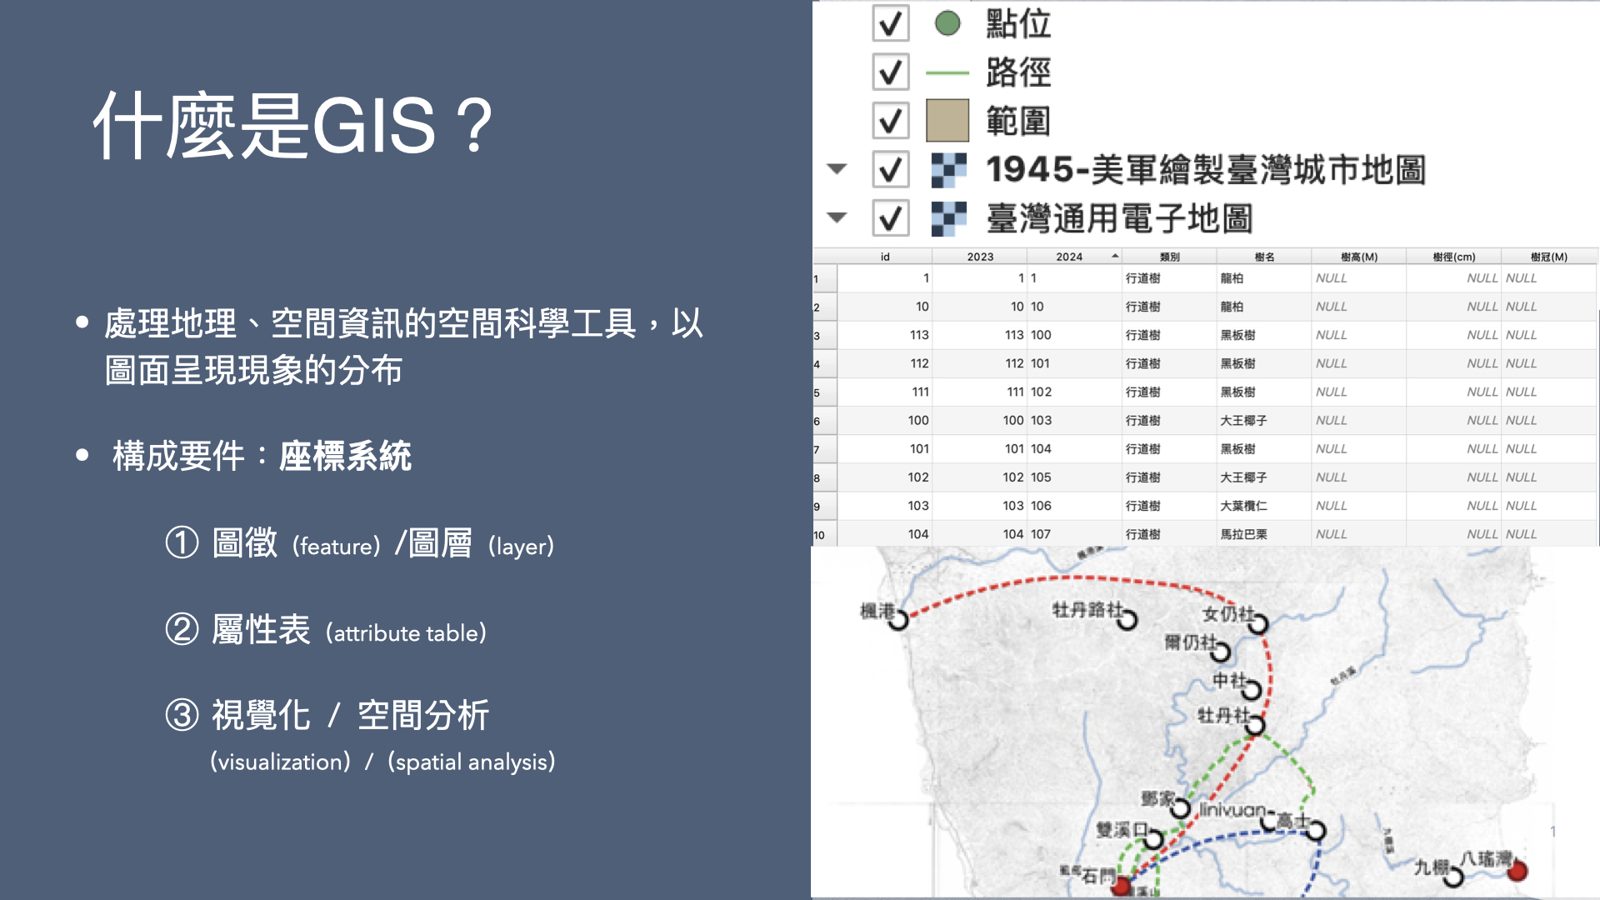 什麼是GIS？
• 處理地理、空間資訊的空間科學工具，以
圖面呈現現象的分布
• 構成要件：座標系統
① 圖徵（feature）/圖層（layer）
② 屬性表（attribute table）
③ 視覺化 / 空間分析
（visualization）/（spatial analysis）
點位
路徑
範圍
1945-美軍繪製臺灣城市地圖
臺灣通用電子地圖
id 2023 2024 類別 樹名 樹高(M) 樹徑(cm) 樹冠(M)
1 1 1 1 行道樹 龍柏 NULL NULL NULL
2 10 10 10 行道樹 龍柏 NULL NULL NULL
3 113 113 100 行道樹 黑板樹 NULL NULL NULL
4 112 112 101 行道樹 黑板樹 NULL NULL NULL
5 111 111 102 行道樹 黑板樹 NULL NULL NULL
6 100 100 103 行道樹 大王椰子 NULL NULL NULL
7 101 101 104 行道樹 黑板樹 NULL NULL NULL
8 102 102 105 行道樹 大王椰子 NULL NULL NULL
9 103 103 106 行道樹 大葉欖仁 NULL NULL NULL
10 104 104 107 行道樹 馬拉巴栗 NULL NULL NULL
楓港
牡丹路社
女仍社
爾仍社
中社
牡丹溪
牡丹社
鄧家
linivuan
高士
雙溪口
石門
九棚
八瑤灣
1